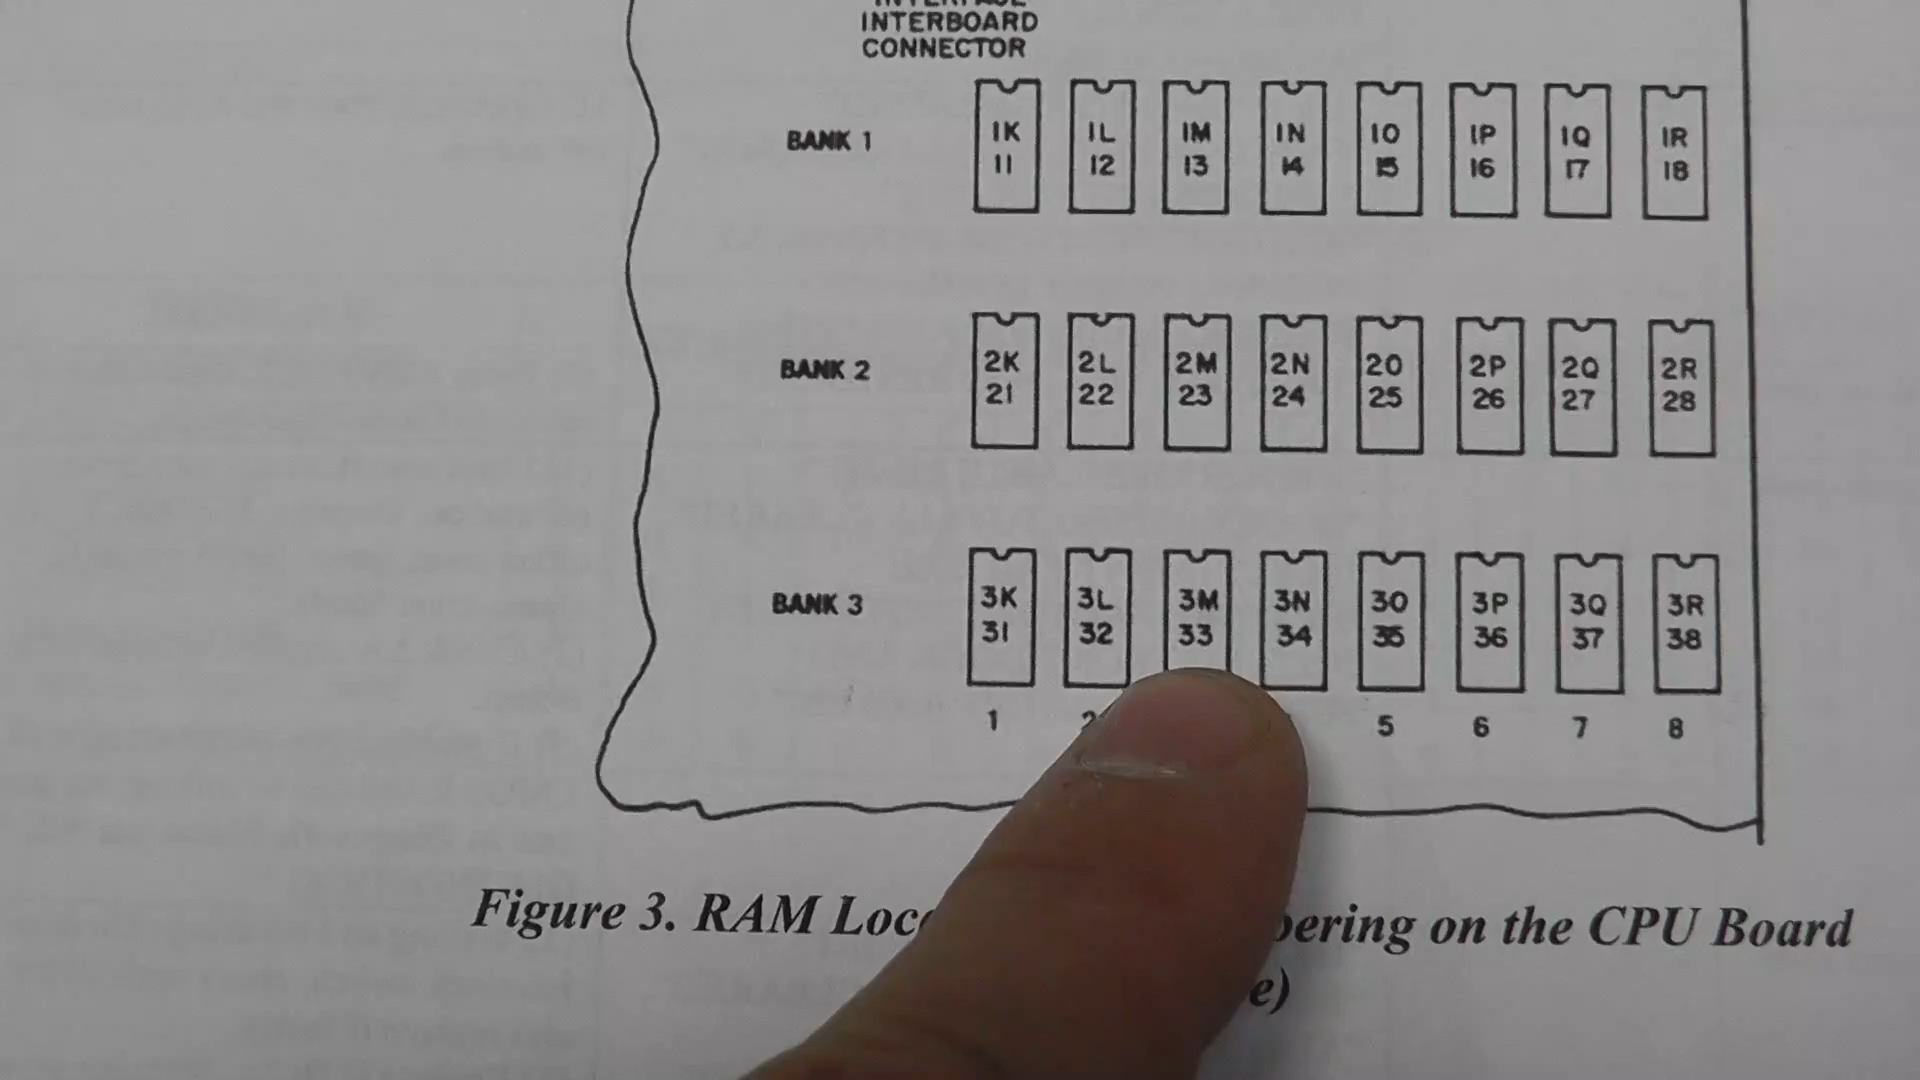 INTERBOARD
CONNECTOR
BANK 1
1K 1L 1M 1N 1O 1P 1Q 1R
11 12 13 14 15 16 17 18
BANK 2
2K 2L 2M 2N 2O 2P 2Q 2R
21 22 23 24 25 26 27 28
BANK 3
3K 3L 3M 3N 3O 3P 3Q 3R
31 32 33 34 35 36 37 38
1 2 5 6 7 8
Figure 3. RAM Loc bering on the CPU Board
e)